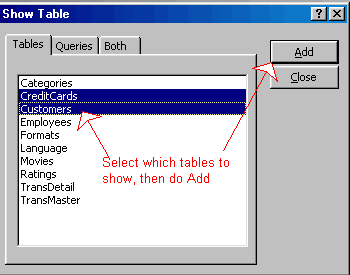 Show Table
Tables
Queries
Both
Add
Close
Categories
CreditCards
Customers
Employees
Formats
Language
Movies
Ratings
TransDetail
TransMaster
Select which tables to
show, then do Add